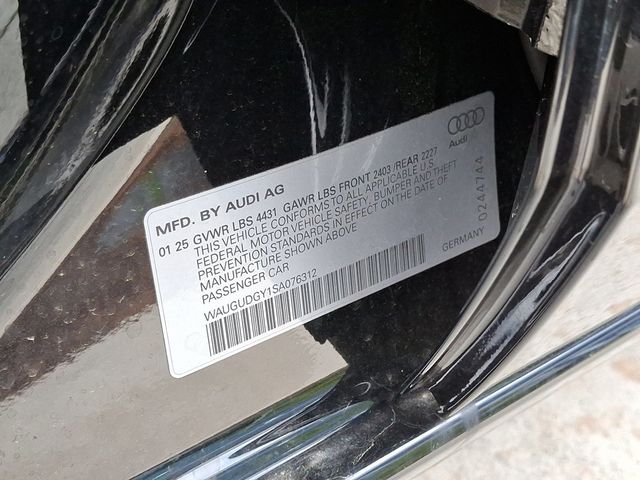 MFD. BY AUDI AG
01 25 GVWR LBS 4431 GAWR LBS FRONT 2403 /REAR 2227
THIS VEHICLE CONFORMS TO ALL APPLICABLE U.S.
FEDERAL MOTOR VEHICLE SAFETY, BUMPER AND THEFT
PREVENTION STANDARDS IN EFFECT ON THE DATE OF
MANUFACTURE SHOWN ABOVE
PASSENGER CAR
WAUGUDGY1SA076312
Audi
0244744
GERMANY